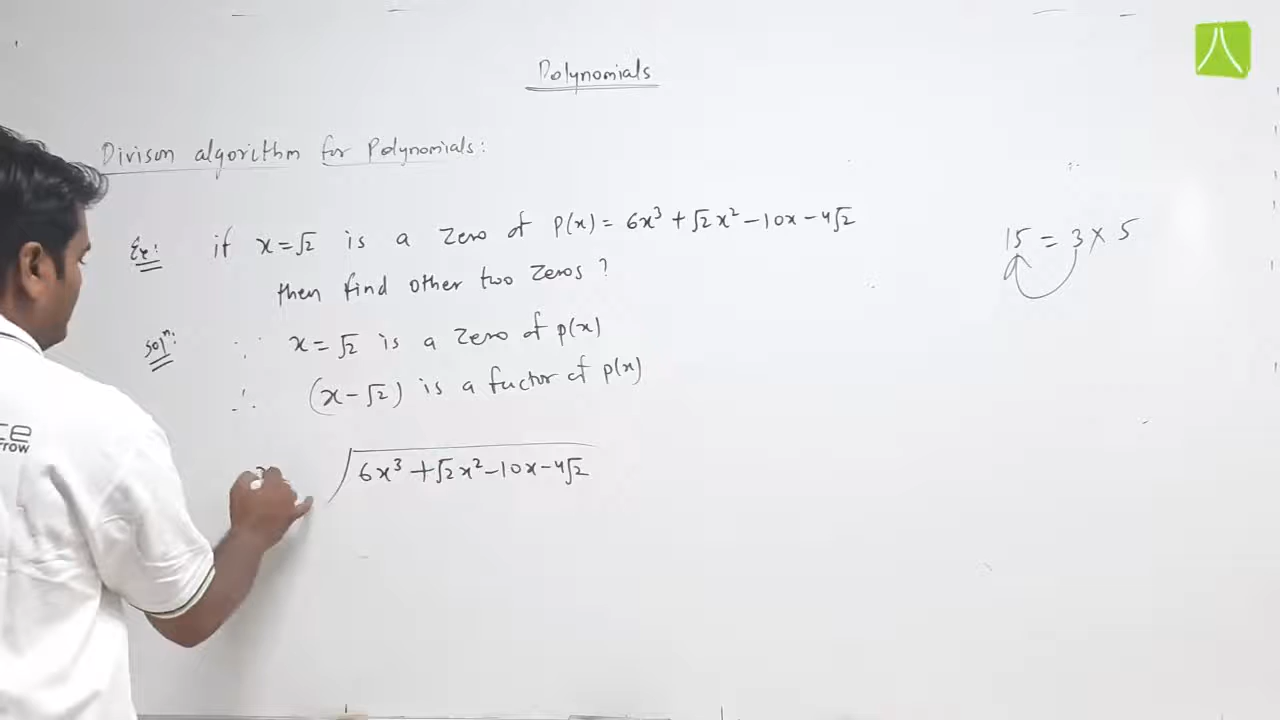 Polynomials
Divison algorithm for Polynomials:
Ex: if x=√2 is a zero of p(x)= 6x³ +√2x² −10x −4√2
then find other two zeros ?
Solⁿ: ∵ x=√2 is a zero of p(x)
∴ (x−√2) is a factor of p(x)
6x³ +√2x² −10x −4√2
15 = 3 × 5